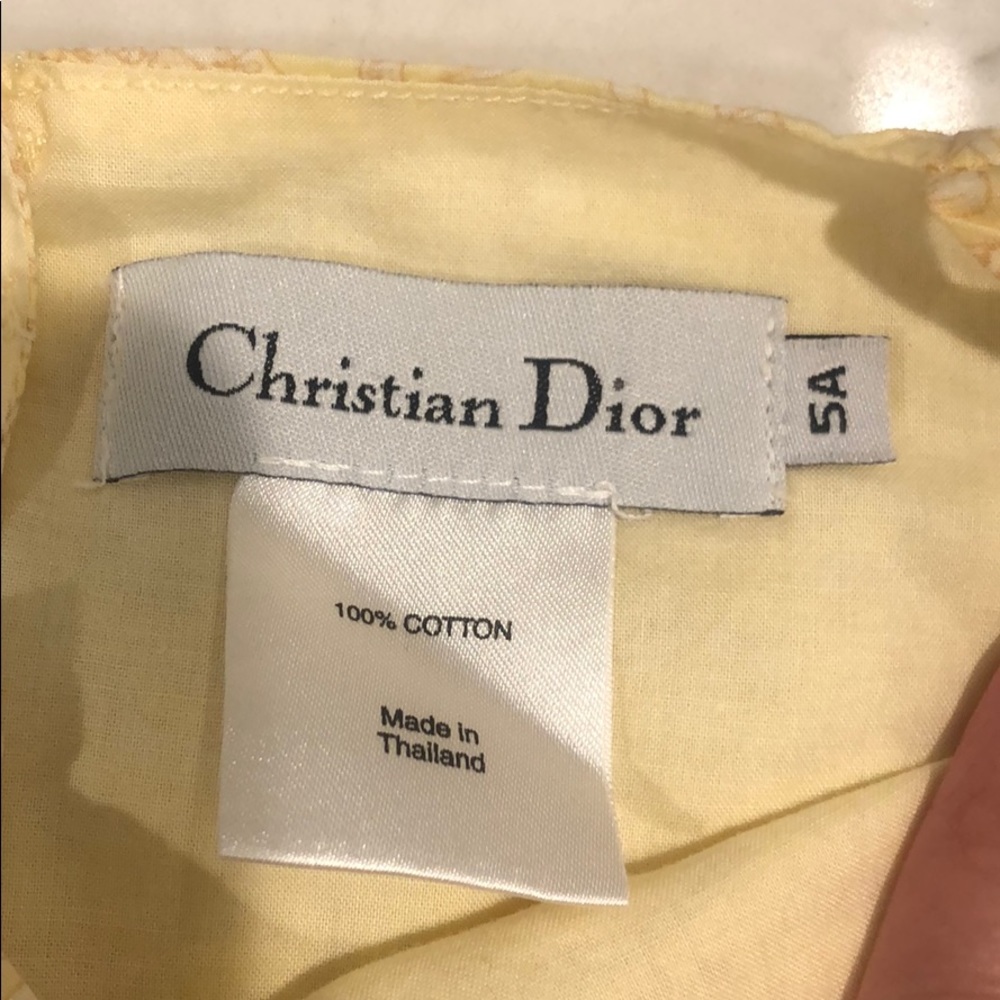 Christian Dior
5A
100% COTTON
Made in
Thailand